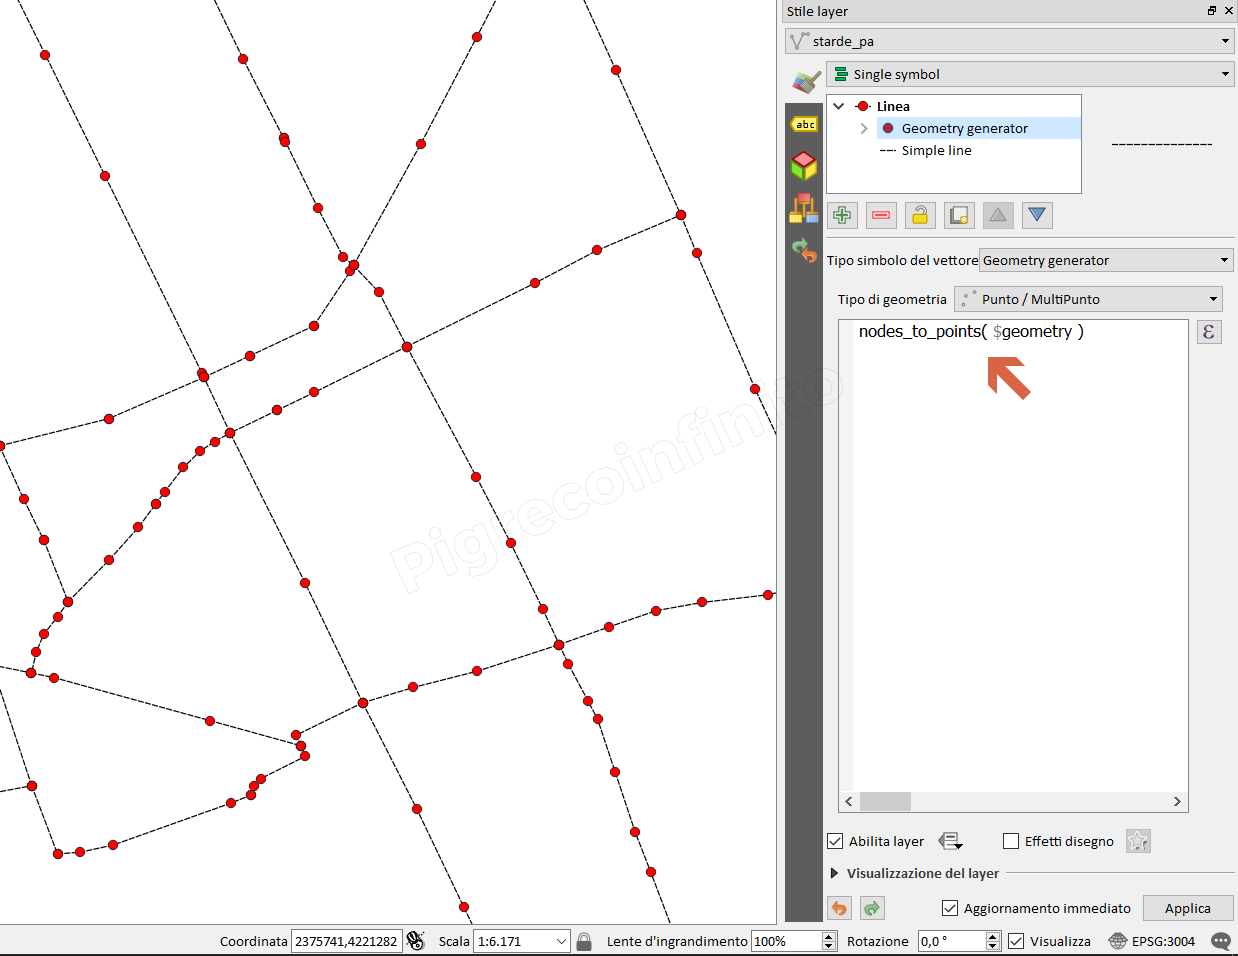 Stile layer
starde_pa
Single symbol
Linea
Geometry generator
Simple line
abc
Tipo simbolo del vettore Geometry generator
Tipo di geometria Punto / MultiPunto
nodes_to_points( $geometry )
ε
Pigrecoinfinito
Abilita layer Effetti disegno
Visualizzazione del layer
Aggiornamento immediato Applica
Coordinata 2375741,4221282 Scala 1:6.171 Lente d'ingrandimento 100% Rotazione 0,0 ° Visualizza EPSG:3004